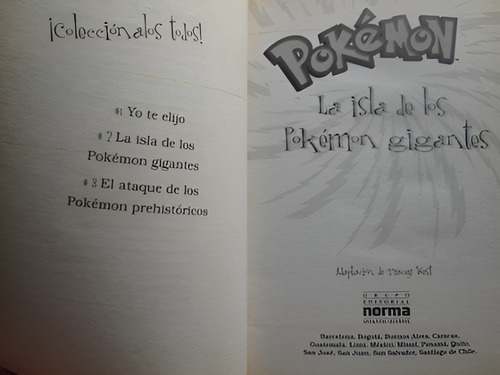 ¡Colecciónalos todos!
#1 Yo te elijo
# 2 La isla de los
Pokémon gigantes
# 3 El ataque de los
Pokémon prehistóricos
POKÉMON
La isla de los
Pokémon gigantes
Adaptación de Tracey West
GRUPO
EDITORIAL
norma
Barcelona, Bogotá, Buenos Aires, Caracas,
Guatemala, Lima, México, Miami, Panamá, Quito,
San José, San Juan, San Salvador, Santiago de Chile.